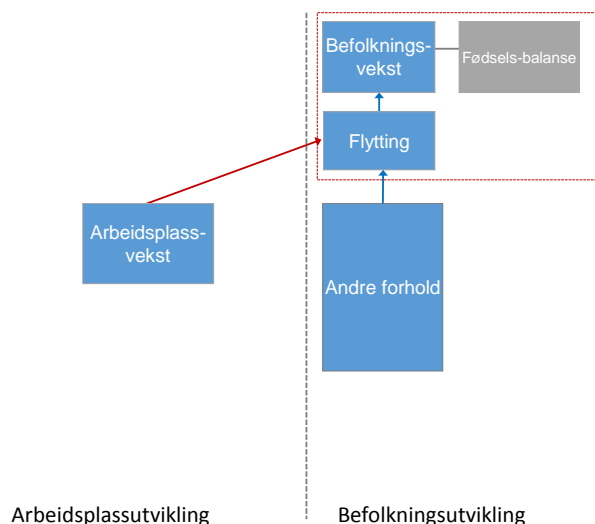 Befolknings-
vekst
Fødsels-balanse
Flytting
Arbeidsplass-
vekst
Andre forhold
Arbeidsplassutvikling
Befolkningsutvikling